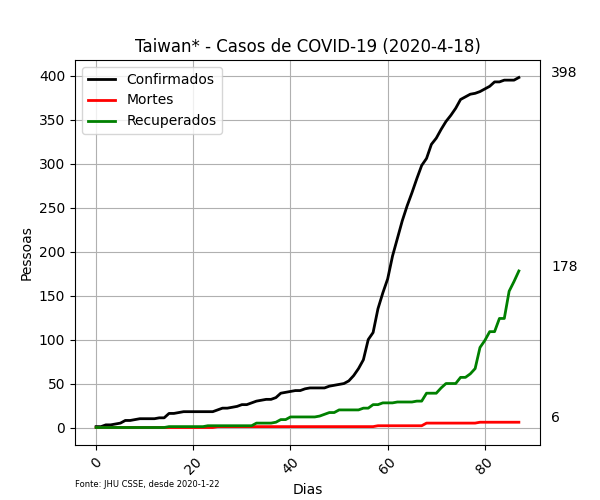 Taiwan* - Casos de COVID-19 (2020-4-18)
Confirmados
Mortes
Recuperados
400
350
300
250
200
150
100
50
0
Pessoas
398
178
6
0
20
40
60
80
Dias
Fonte: JHU CSSE, desde 2020-1-22